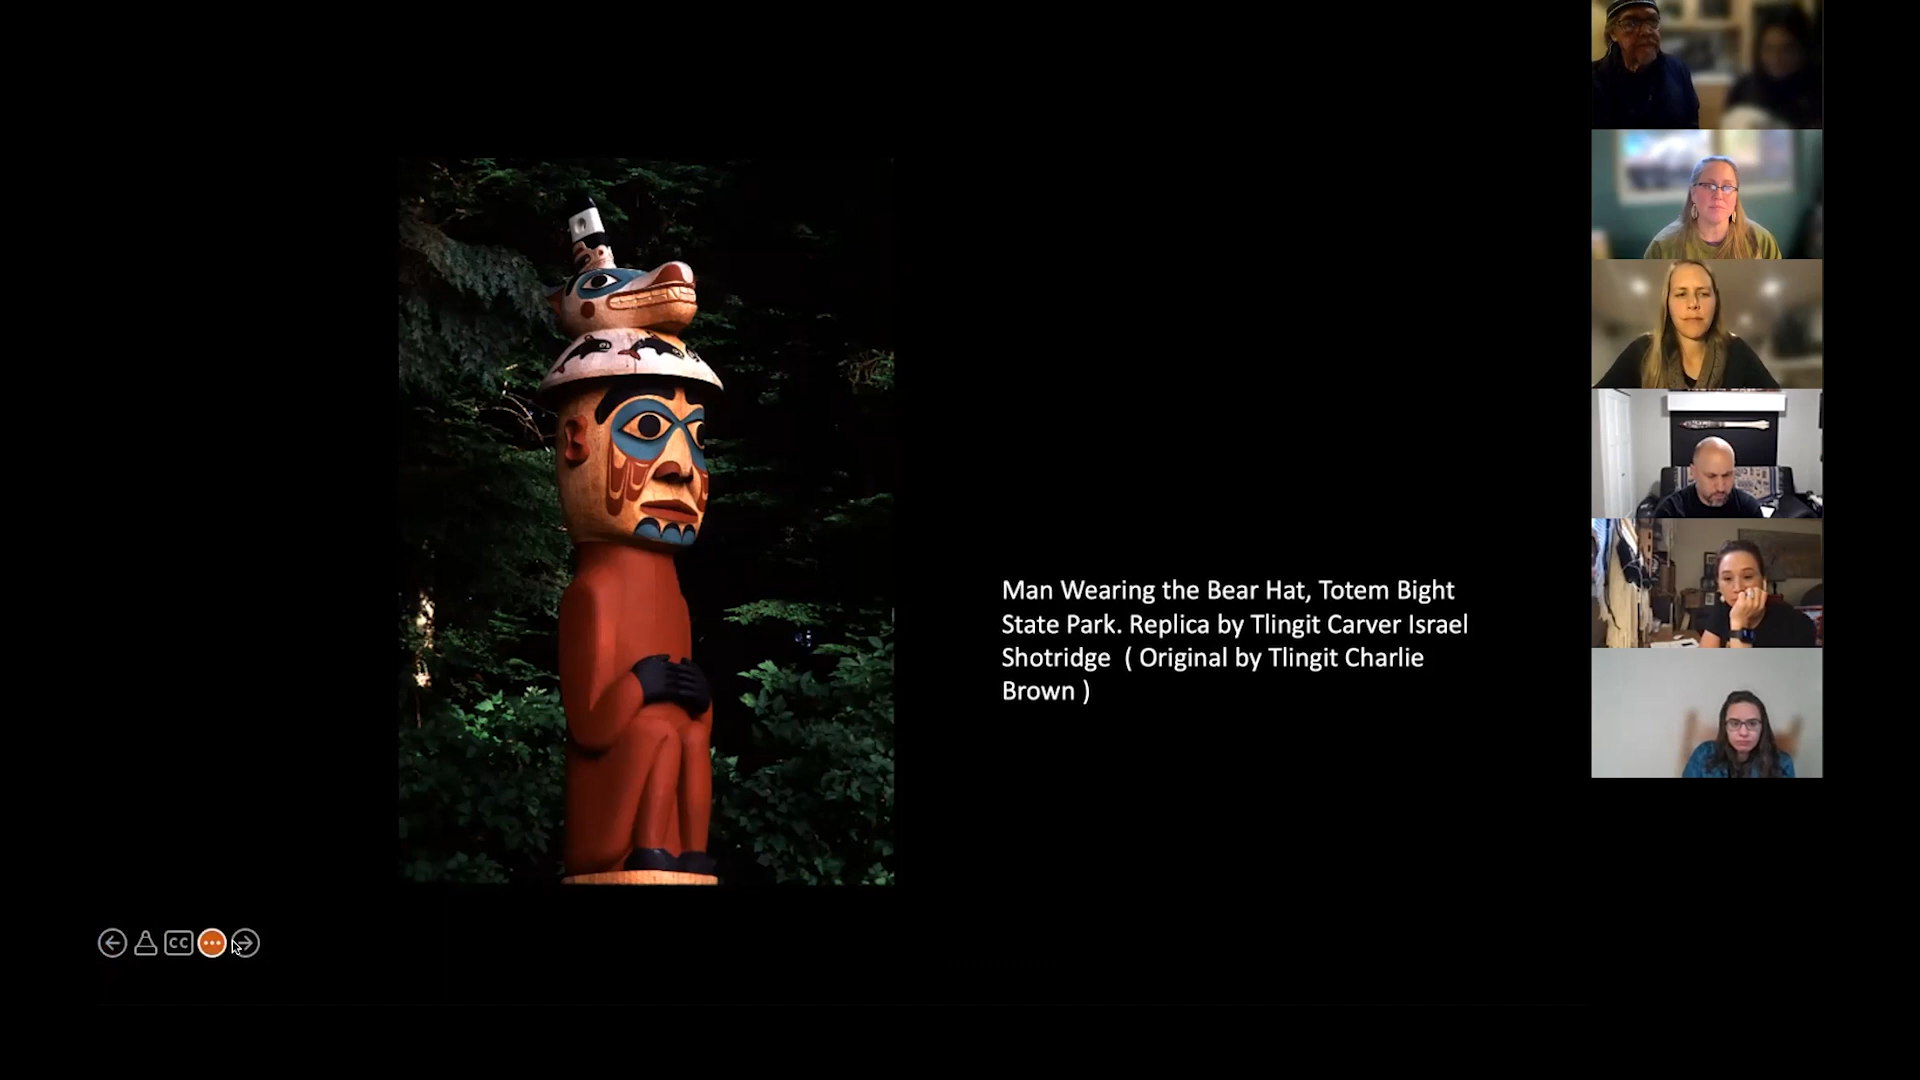 Man Wearing the Bear Hat, Totem Bight
State Park. Replica by Tlingit Carver Israel
Shotridge ( Original by Tlingit Charlie
Brown )
CC